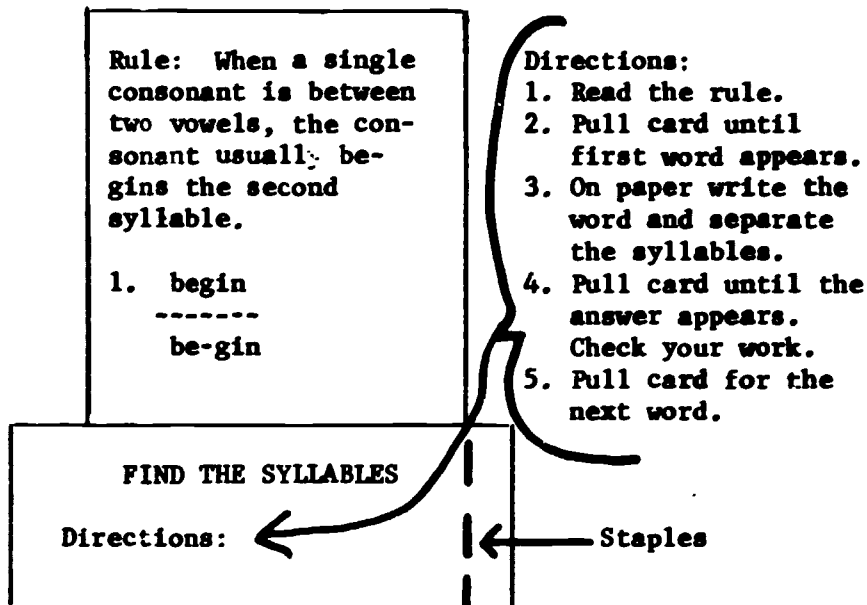 Rule: When a single
consonant is between
two vowels, the con-
sonant usually be-
gins the second
syllable.
1. begin
-------
be-gin
Directions:
1. Read the rule.
2. Pull card until
first word appears.
3. On paper write the
word and separate
the syllables.
4. Pull card until the
answer appears.
Check your work.
5. Pull card for the
next word.
FIND THE SYLLABLES
Directions:
Staples